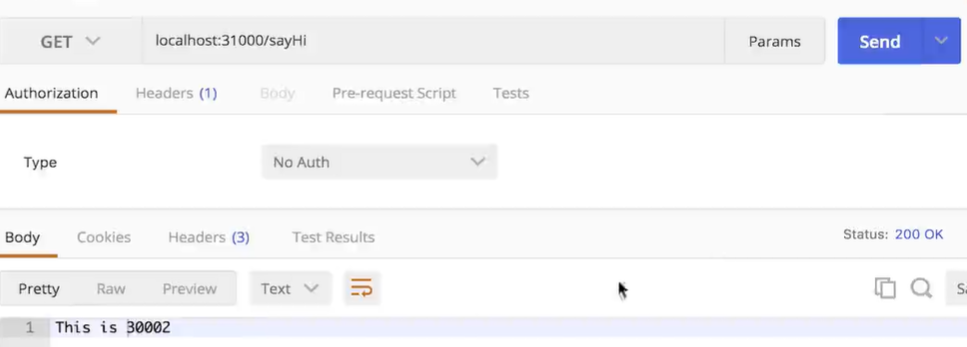 GET localhost:31000/sayHi Params Send
Authorization Headers (1) Body Pre-request Script Tests
Type No Auth
Body Cookies Headers (3) Test Results Status: 200 OK
Pretty Raw Preview Text
1 This is 30002